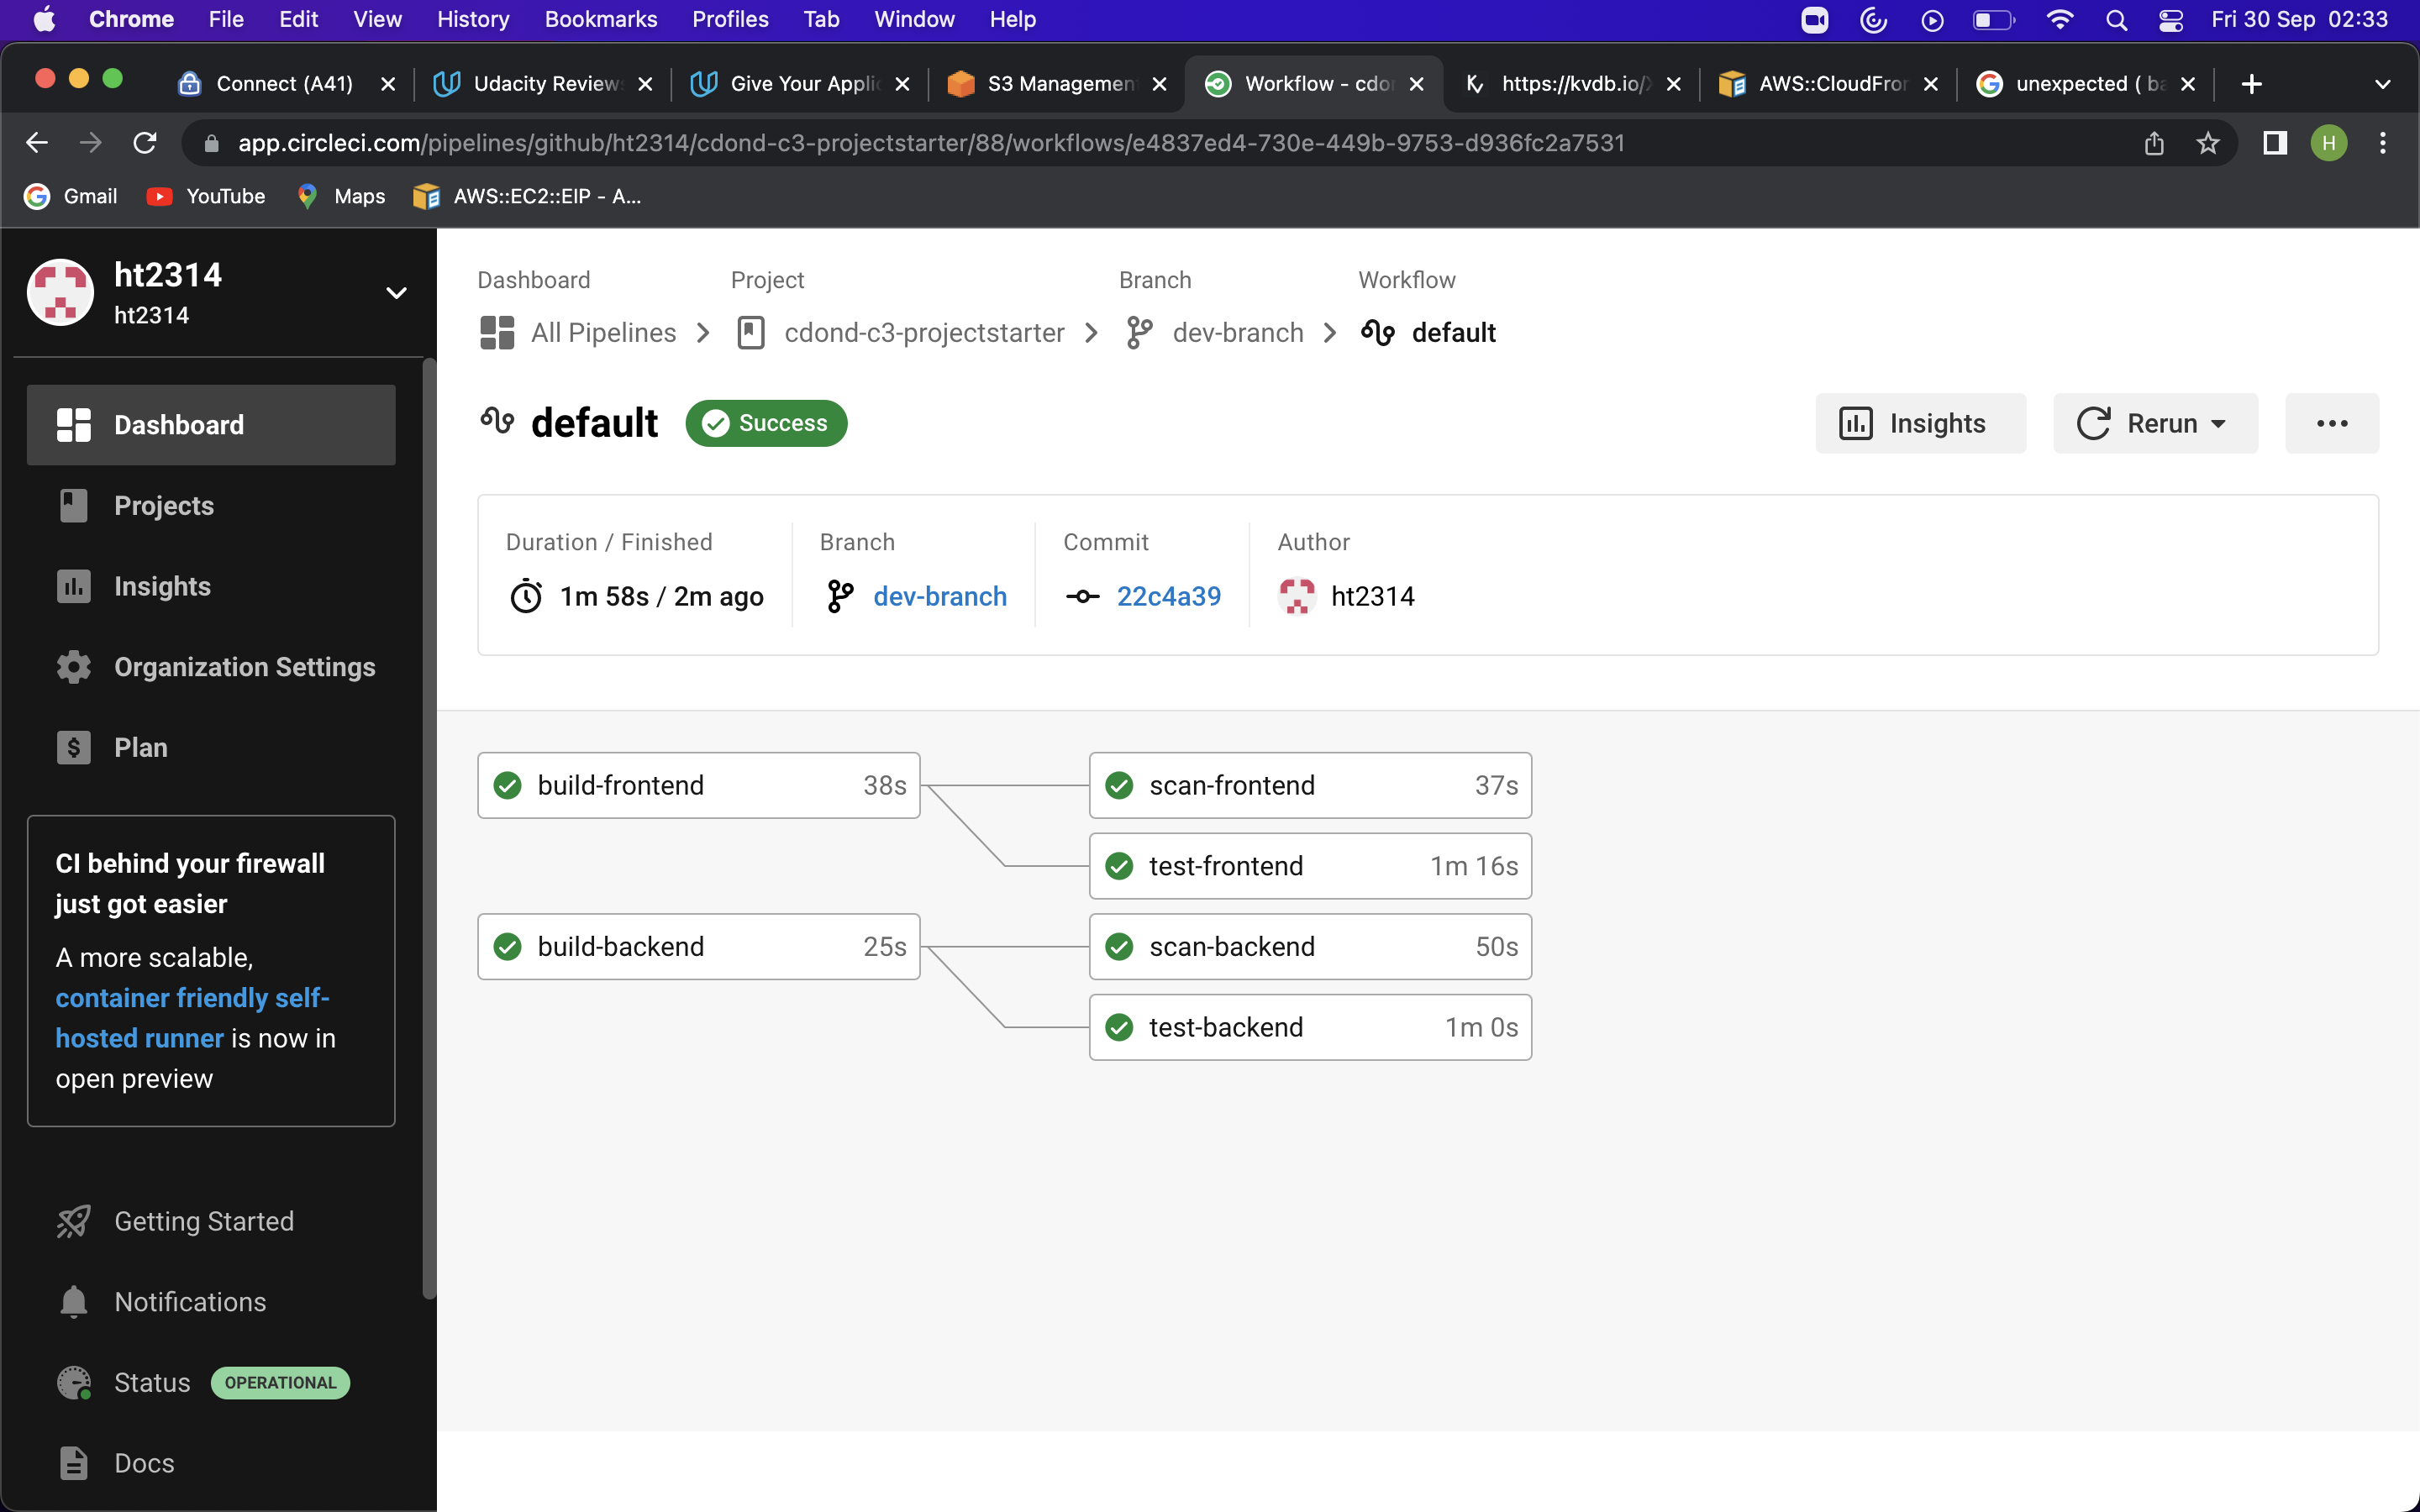 Chrome File Edit View History Bookmarks Profiles Tab Window Help Fri 30 Sep 02:33
Connect (A41) Udacity Reviews Give Your Applic S3 Management Workflow - cdon https://kvdb.io/X AWS::CloudFron unexpected ( ba
app.circleci.com/pipelines/github/ht2314/cdond-c3-projectstarter/88/workflows/e4837ed4-730e-449b-9753-d936fc2a7531 H
Gmail YouTube Maps AWS::EC2::EIP - A...
ht2314
ht2314
Dashboard
Projects
Insights
Organization Settings
Plan
CI behind your firewall
just got easier
A more scalable,
container friendly self-
hosted runner is now in
open preview
Getting Started
Notifications
Status OPERATIONAL
Docs
Dashboard Project Branch Workflow
All Pipelines cdond-c3-projectstarter dev-branch default
default Success Insights Rerun
Duration / Finished Branch Commit Author
1m 58s / 2m ago dev-branch 22c4a39 ht2314
build-frontend 38s scan-frontend 37s
test-frontend 1m 16s
build-backend 25s scan-backend 50s
test-backend 1m 0s